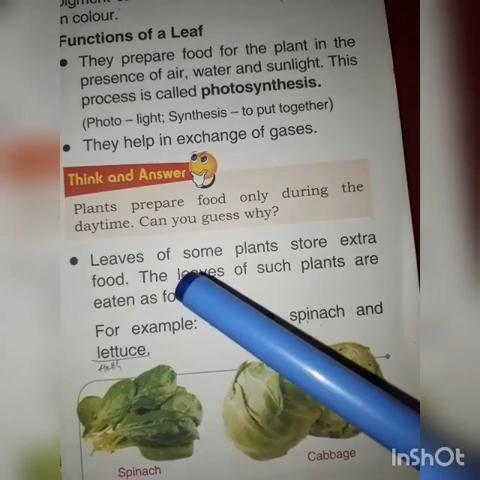 n colour.
Functions of a Leaf
• They prepare food for the plant in the
presence of air, water and sunlight. This
process is called photosynthesis.
(Photo – light; Synthesis – to put together)
• They help in exchange of gases.
Think and Answer
Plants prepare food only during the
daytime. Can you guess why?
• Leaves of some plants store extra
food. The leaves of such plants are
eaten as
For example: spinach and
lettuce.
Spinach
Cabbage
InShOt